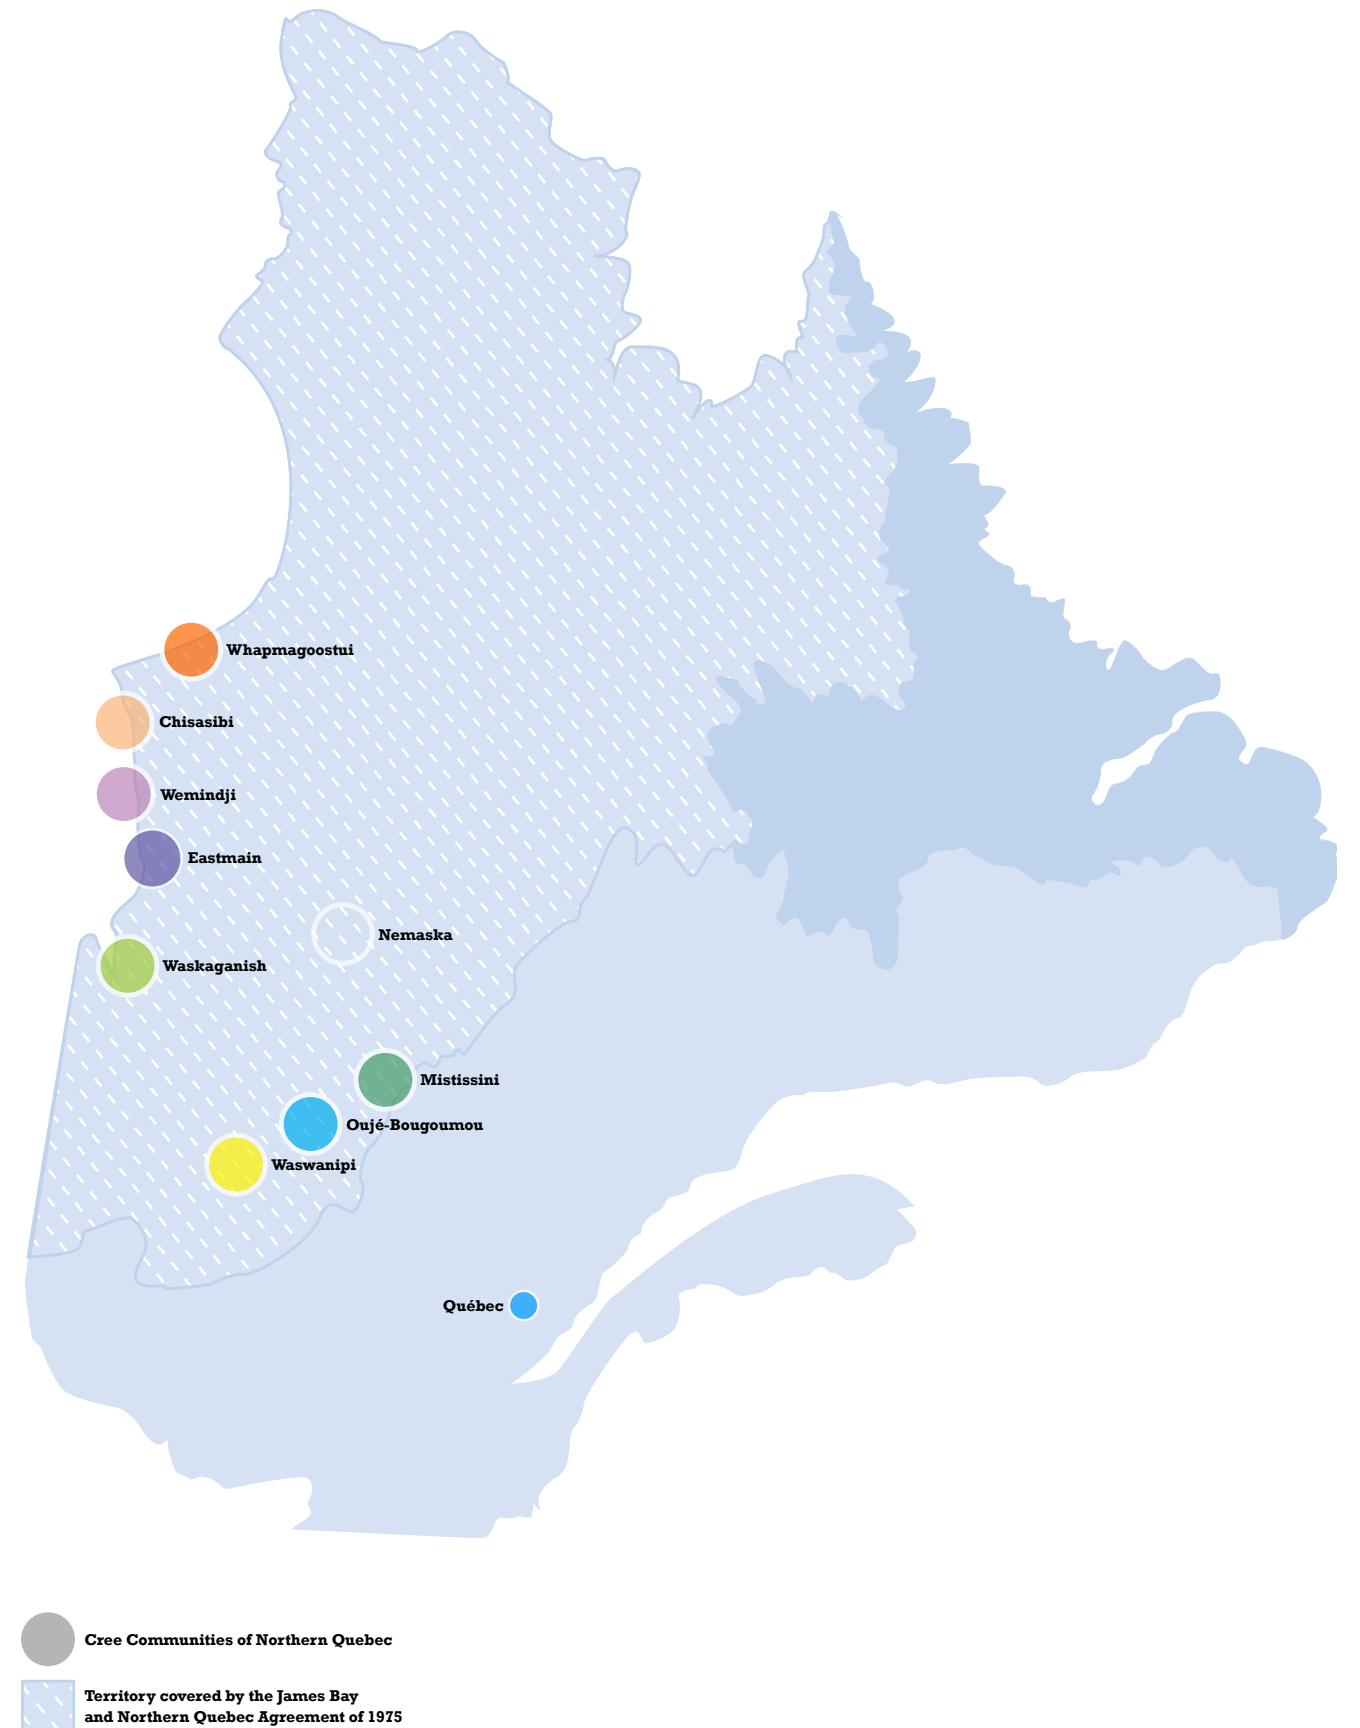 Whapmagoostui
Chisasibi
Wemindji
Eastmain
Nemaska
Waskaganish
Mistissini
Oujé-Bougoumou
Waswanipi
Québec
Cree Communities of Northern Quebec
Territory covered by the James Bay
and Northern Quebec Agreement of 1975